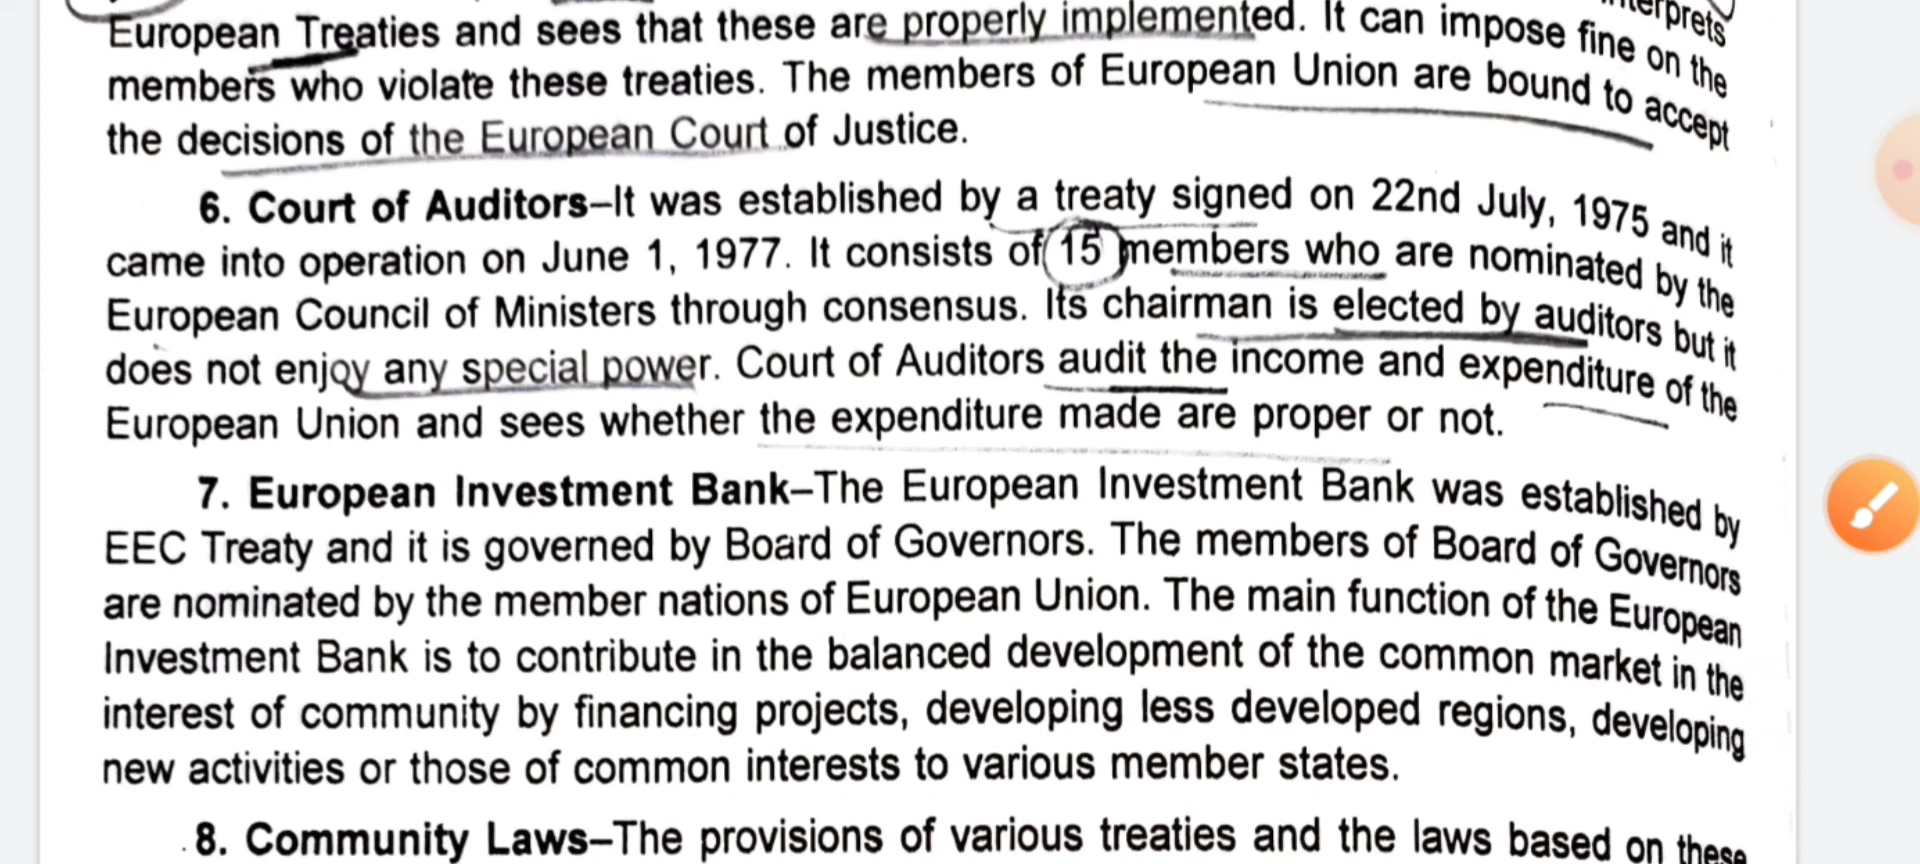 interprets
European Treaties and sees that these are properly implemented. It can impose fine on the
members who violate these treaties. The members of European Union are bound to accept
the decisions of the European Court of Justice.
6. Court of Auditors–It was established by a treaty signed on 22nd July, 1975 and it
came into operation on June 1, 1977. It consists of 15 members who are nominated by the
European Council of Ministers through consensus. Its chairman is elected by auditors but it
does not enjoy any special power. Court of Auditors audit the income and expenditure of the
European Union and sees whether the expenditure made are proper or not.
7. European Investment Bank–The European Investment Bank was established by
EEC Treaty and it is governed by Board of Governors. The members of Board of Governors
are nominated by the member nations of European Union. The main function of the European
Investment Bank is to contribute in the balanced development of the common market in the
interest of community by financing projects, developing less developed regions, developing
new activities or those of common interests to various member states.
8. Community Laws–The provisions of various treaties and the laws based on these